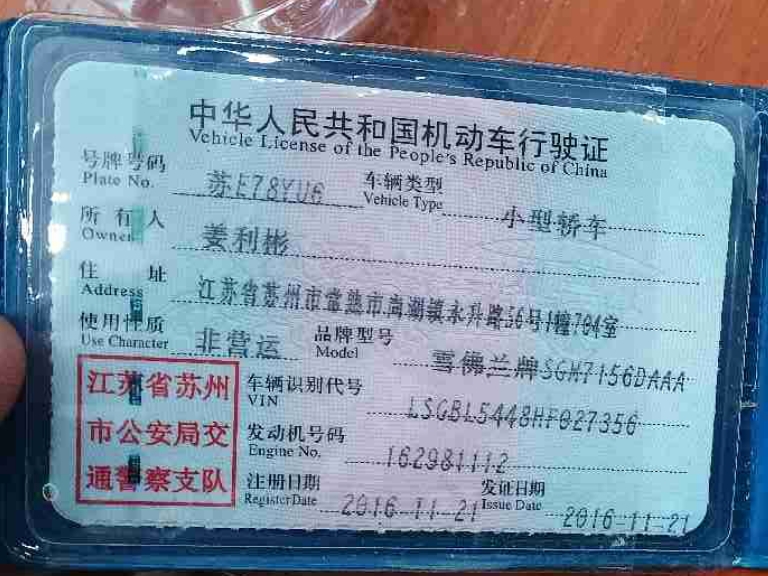 中华人民共和国机动车行驶证
Vehicle License of the People's Republic of China
号牌号码 苏E78YU6 车辆类型 小型轿车
Plate No. Vehicle Type
所有人 姜利彬
Owner
住址 江苏省苏州市常熟市尚湖镇永升路56号1幢704室
Address
使用性质 非营运 品牌型号 雪佛兰牌SGM7156DAAA
Use Character Model
江苏省苏州
市公安局交
通警察支队
车辆识别代号 LSGBL5448HF027356
VIN
发动机号码 162981112
Engine No.
注册日期 2016-11-21 发证日期 2016-11-21
Register Date Issue Date